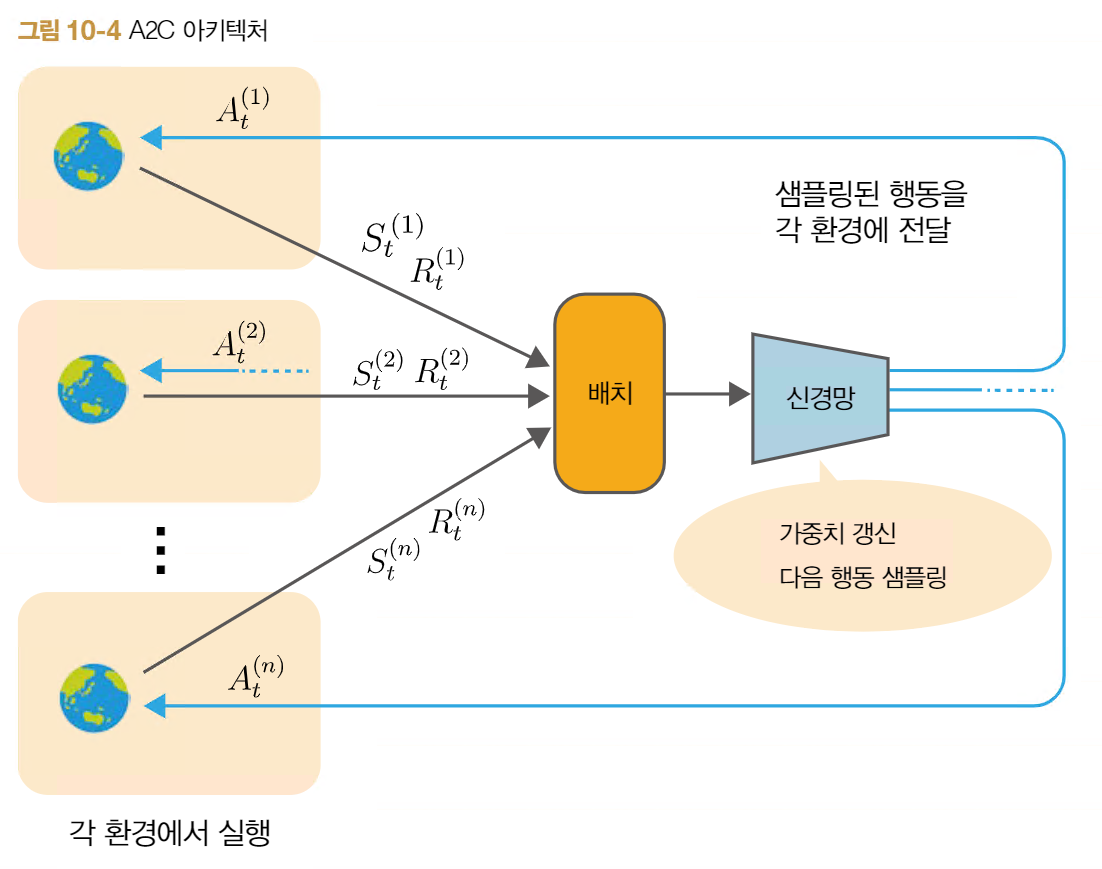 그림 10-4 A2C 아키텍처
A_t^{(1)}
샘플링된 행동을
각 환경에 전달
S_t^{(1)}
R_t^{(1)}
A_t^{(2)}
S_t^{(2)} R_t^{(2)}
배치
신경망
R_t^{(n)}
S_t^{(n)}
가중치 갱신
다음 행동 샘플링
A_t^{(n)}
각 환경에서 실행